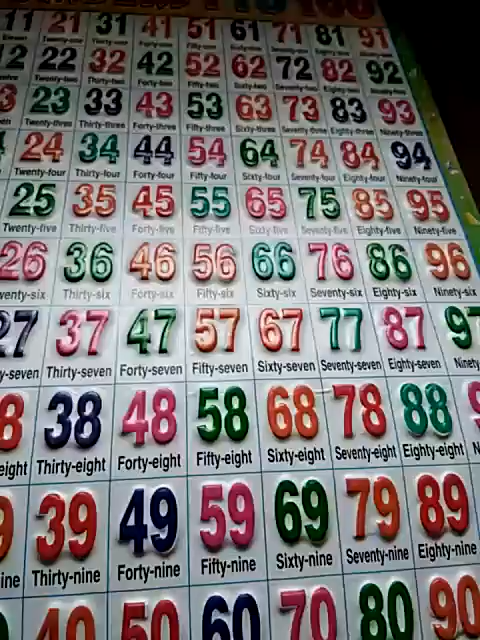 1 TO 100
11 21 31 41 51 61 71 81 91
Eleven Twenty-one Thirty-one Forty-one Fifty-one Sixty-one Seventy-one Eighty-one Ninety-one
12 22 32 42 52 62 72 82 92
Twenty-two Thirty-two Forty-two Fifty-two Sixty-two Seventy-two Eighty-two Ninety-two
3 23 33 43 53 63 73 83 93
Twenty-three Thirty-three Forty-three Fifty-three Sixty-three Seventy-three Eighty-three Ninety-three
24 34 44 54 64 74 84 94
Twenty-four Thirty-four Forty-four Fifty-four Sixty-four Seventy-four Eighty-four Ninety-four
25 35 45 55 65 75 85 95
Twenty-five Thirty-five Forty-five Fifty-five Sixty-five Seventy-five Eighty-five Ninety-five
26 36 46 56 66 76 86 96
wenty-six Thirty-six Forty-six Fifty-six Sixty-six Seventy-six Eighty-six Ninety-six
27 37 47 57 67 77 87 97
y-seven Thirty-seven Forty-seven Fifty-seven Sixty-seven Seventy-seven Eighty-seven Ninety
8 38 48 58 68 78 88
eight Thirty-eight Forty-eight Fifty-eight Sixty-eight Seventy-eight Eighty-eight N
9 39 49 59 69 79 89
ine Thirty-nine Forty-nine Fifty-nine Sixty-nine Seventy-nine Eighty-nine N
40 50 60 70 80 90